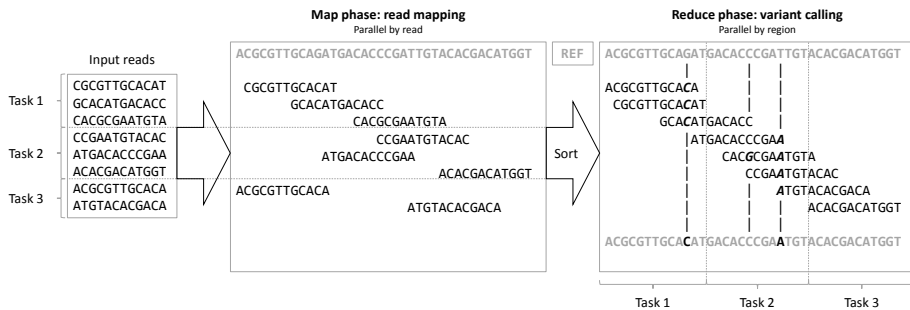 Map phase: read mapping
Parallel by read
Reduce phase: variant calling
Parallel by region
Input reads
ACGCGTTGCAGATGACACCCGATTGTACACGACATGGT
REF
ACGCGTTGCAGATGACACCCGATTGTACACGACATGGT
Task 1
CGCGTTGCACAT
GCACATGACACC
CACGCGAATGTA
Task 2
CCGAATGTACAC
ATGACACCCGAA
ACACGACATGGT
Task 3
ACGCGTTGCACA
ATGTACACGACA
CGCGTTGCACAT
GCACATGACACC
CACGCGAATGTA
CCGAATGTACAC
ATGACACCCGAA
ACACGACATGGT
ACGCGTTGCACA
ATGTACACGACA
Sort
ACGCGTTGCACA
CGCGTTGCACAT
GCACATGACACC
ATGACACCCGAA
CACGCGAATGTA
CCGAATGTACAC
ATGTACACGACA
ACACGACATGGT
ACGCGTTGCACATGACACCCGAATGTACACGACATGGT
Task 1
Task 2
Task 3